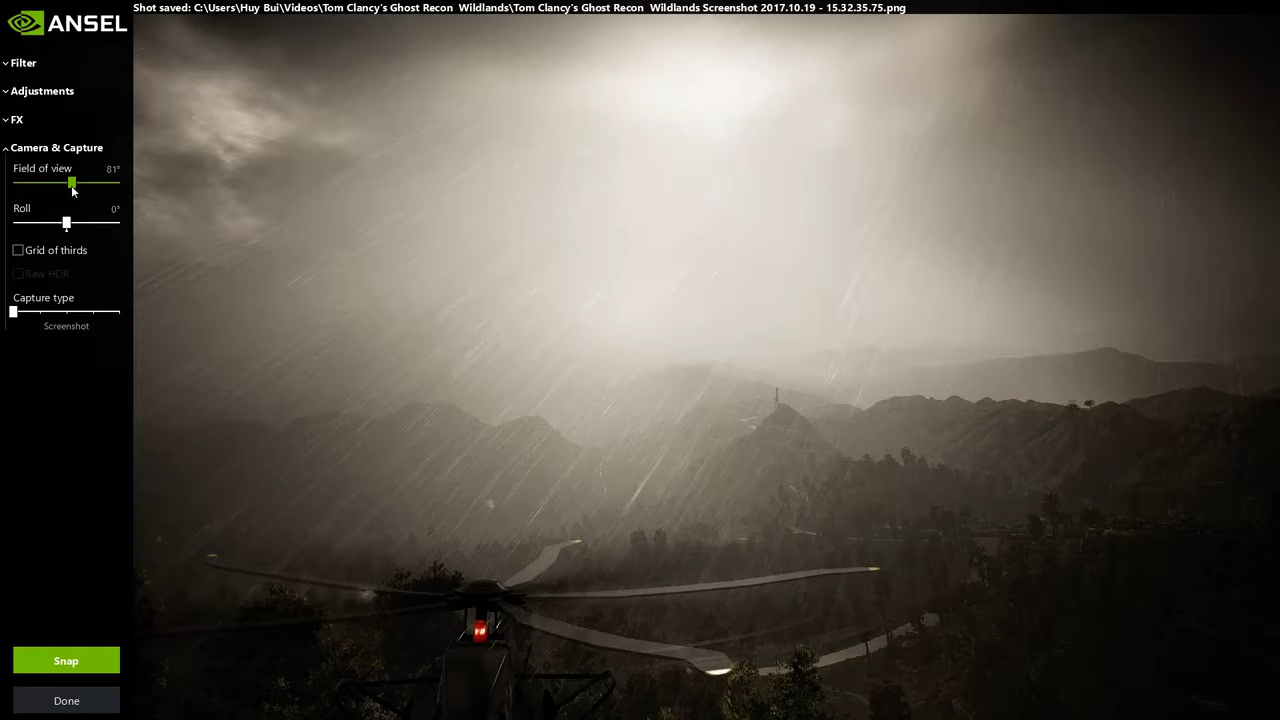 Shot saved: C:\Users\Huy Bui\Videos\Tom Clancy's Ghost Recon  Wildlands\Tom Clancy's Ghost Recon  Wildlands Screenshot 2017.10.19 - 15.32.35.75.png
ANSEL
Filter
Adjustments
FX
Camera & Capture
Field of view 81°
Roll 0°
Grid of thirds
Raw HDR
Capture type
Screenshot
Snap
Done